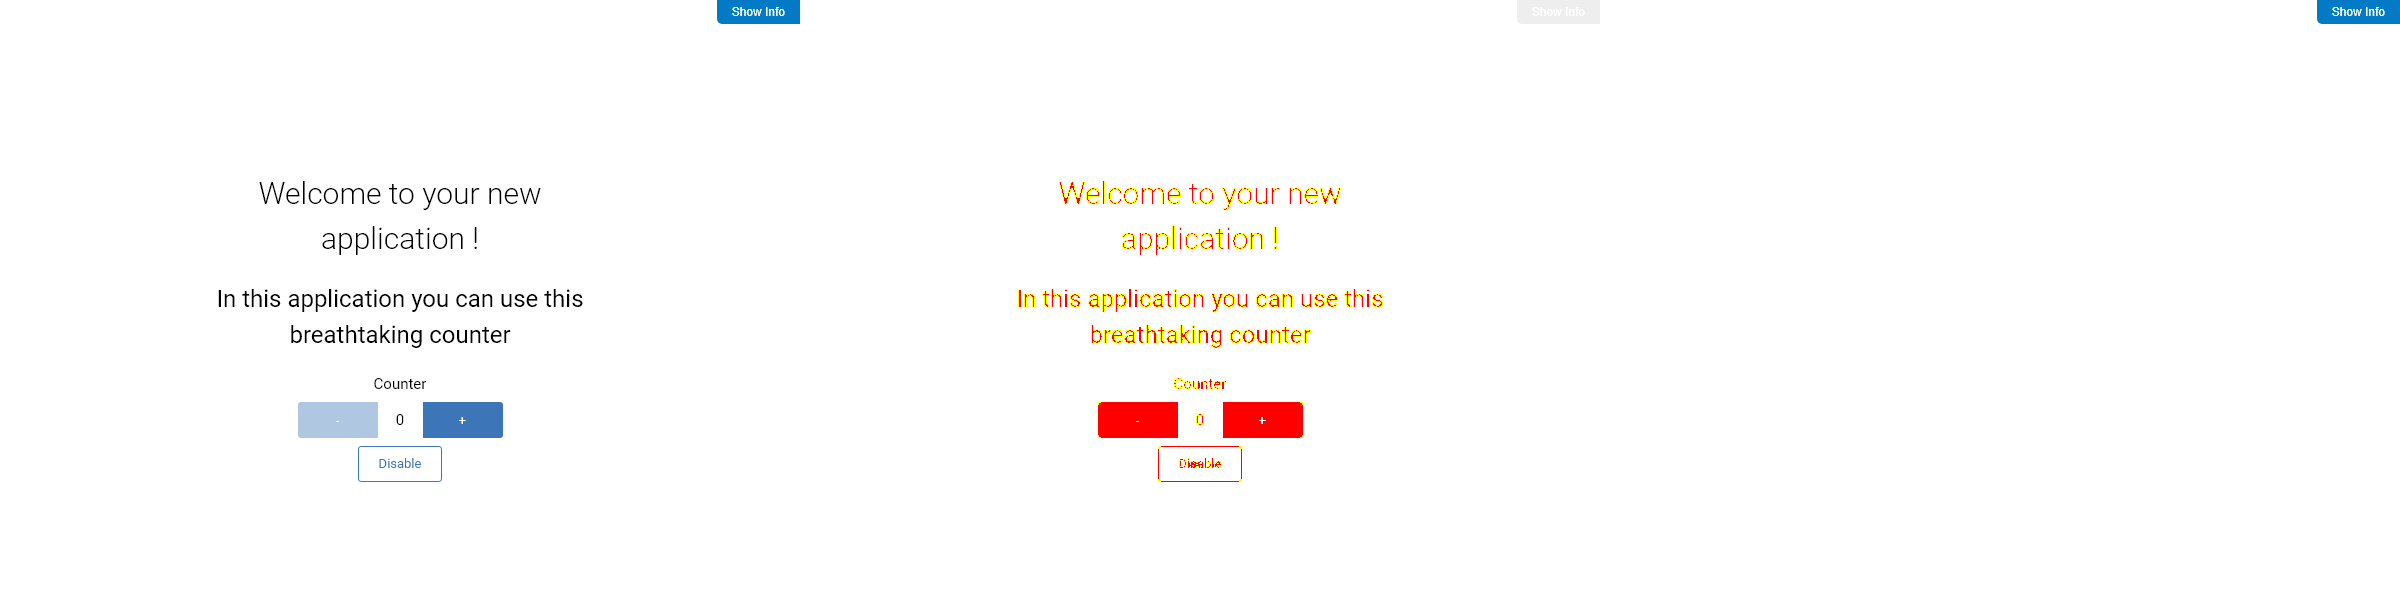 Show Info
Welcome to your new
application !
In this application you can use this
breathtaking counter
Counter
- 0 +
Disable
Show Info
Welcome to your new
application !
In this application you can use this
breathtaking counter
Counter
- 0 +
Disable
Show Info